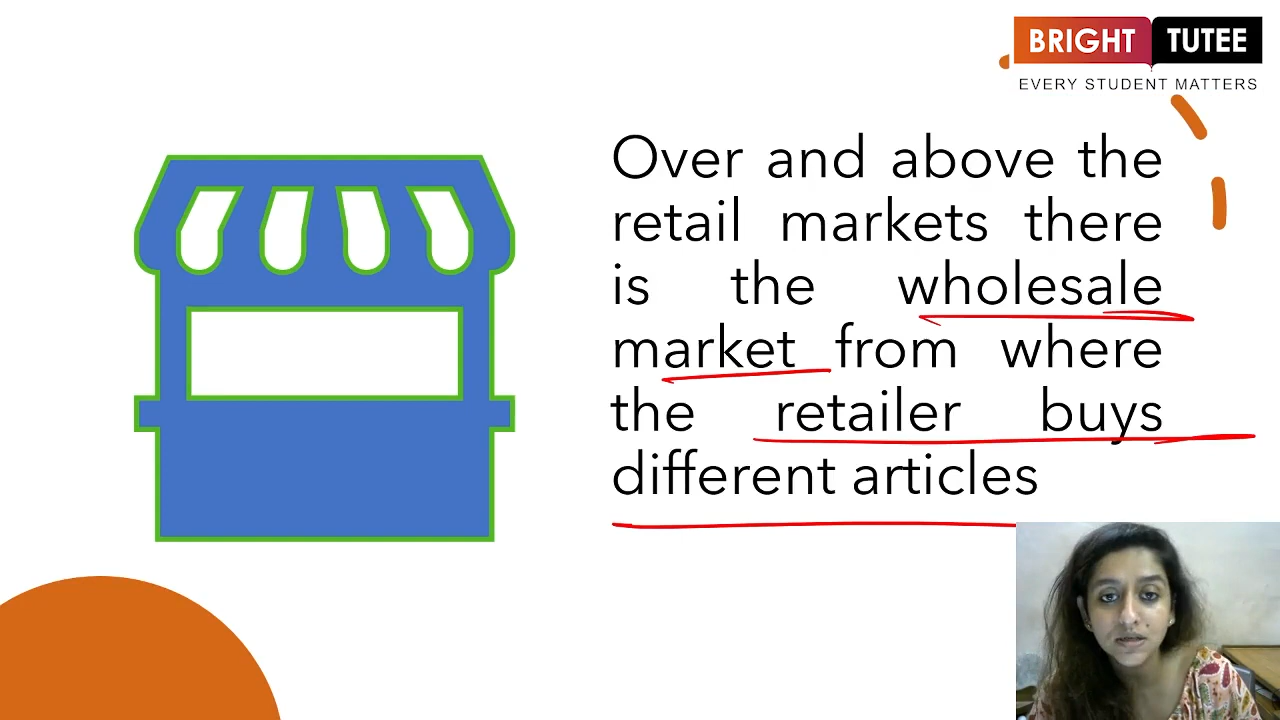 BRIGHT TUTEE
EVERY STUDENT MATTERS
Over and above the
retail markets there
is the wholesale
market from where
the retailer buys
different articles